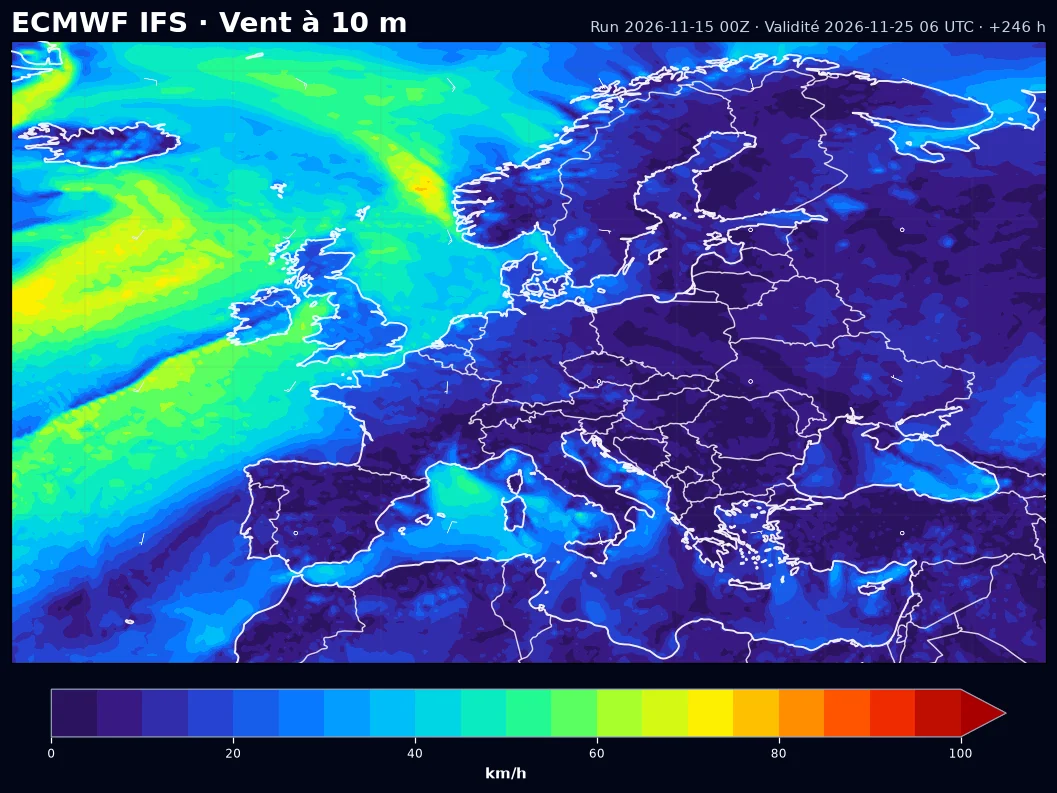 ECMWF IFS · Vent à 10 m
Run 2026-11-15 00Z · Validité 2026-11-25 06 UTC · +246 h
0 20 40 60 80 100
km/h